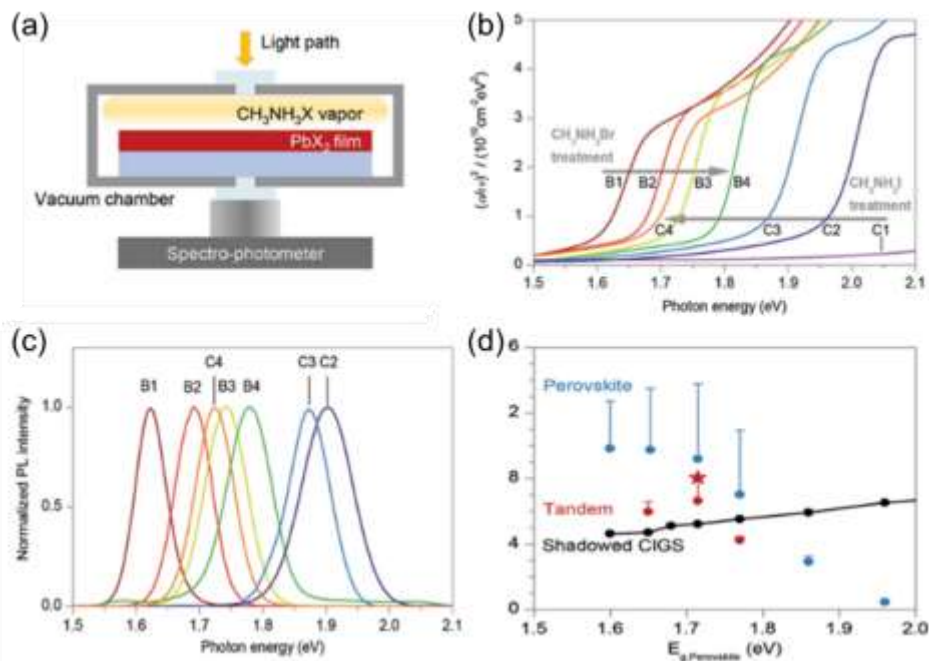 (a)
Light path
CH₃NH₃X vapor
PbX₂ film
Vacuum chamber
Spectro-photometer
(b)
(αhν)² / (10¹⁰cm⁻²eV²)
5
4
3
2
1
0
CH₃NH₃Br
treatment
B1
B2
B3
B4
CH₃NH₃I
treatment
C4
C3
C2
C1
1.5
1.6
1.7
1.8
1.9
2.0
2.1
Photon energy (eV)
(c)
Normalized PL intensity
1.0
0.5
0.0
B1
B2
C4
B3
B4
C3
C2
1.5
1.6
1.7
1.8
1.9
2.0
2.1
Photon energy (eV)
(d)
6
2
8
4
0
Perovskite
Tandem
Shadowed CIGS
1.5
1.6
1.7
1.8
1.9
2.0
E g,Perovskite (eV)